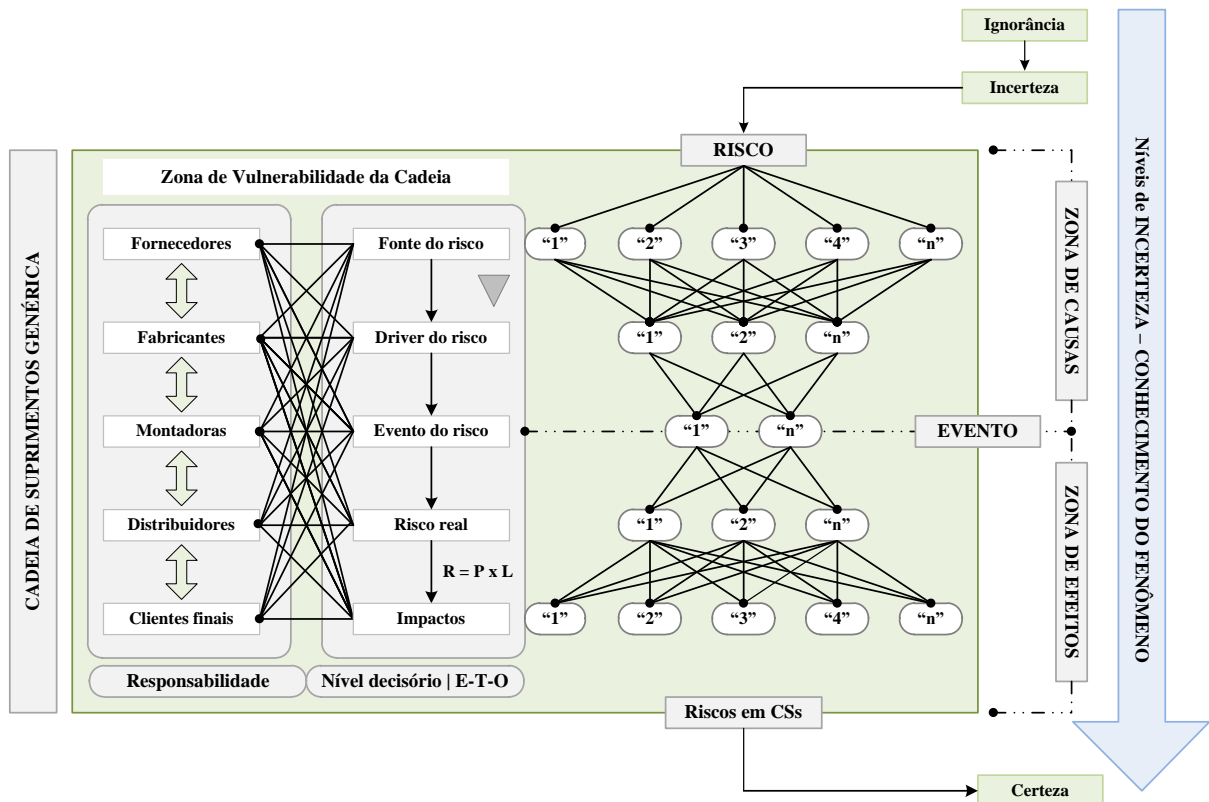 Ignorância
Incerteza
RISCO
Zona de Vulnerabilidade da Cadeia
Fornecedores
Fonte do risco
“1”
“2”
“3”
“4”
“n”
Fabricantes
Driver do risco
“1”
“2”
“n”
Montadoras
Evento do risco
“1”
“n”
EVENTO
Distribuidores
Risco real
“1”
“2”
“n”
R = P x L
Clientes finais
Impactos
“1”
“2”
“3”
“4”
“n”
Responsabilidade
Nível decisório | E-T-O
Riscos em CSs
Certeza
CADEIA DE SUPRIMENTOS GENÉRICA
ZONA DE CAUSAS
ZONA DE EFEITOS
Níveis de INCERTEZA – CONHECIMENTO DO FENÔMENO